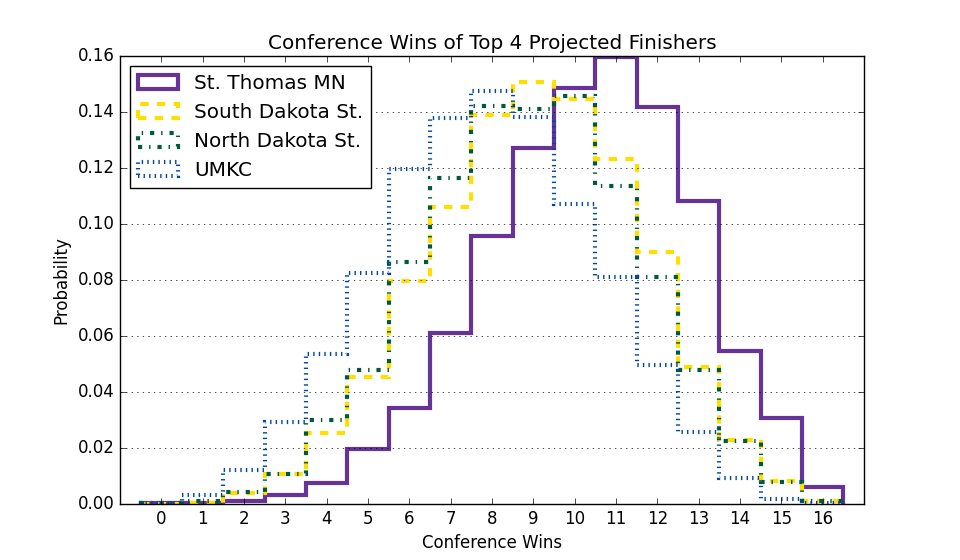 Conference Wins of Top 4 Projected Finishers
St. Thomas MN
South Dakota St.
North Dakota St.
UMKC
Probability
0.16
0.14
0.12
0.10
0.08
0.06
0.04
0.02
0.00
0 1 2 3 4 5 6 7 8 9 10 11 12 13 14 15 16
Conference Wins